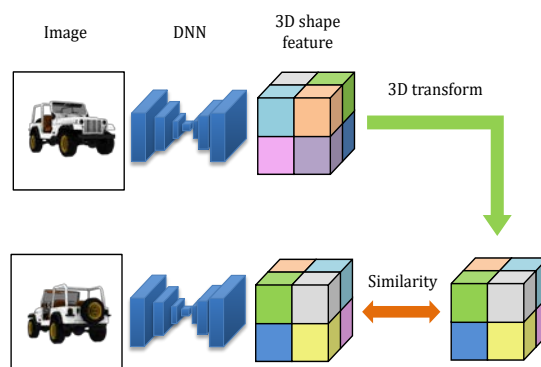 Image
DNN
3D shape
feature
3D transform
Similarity